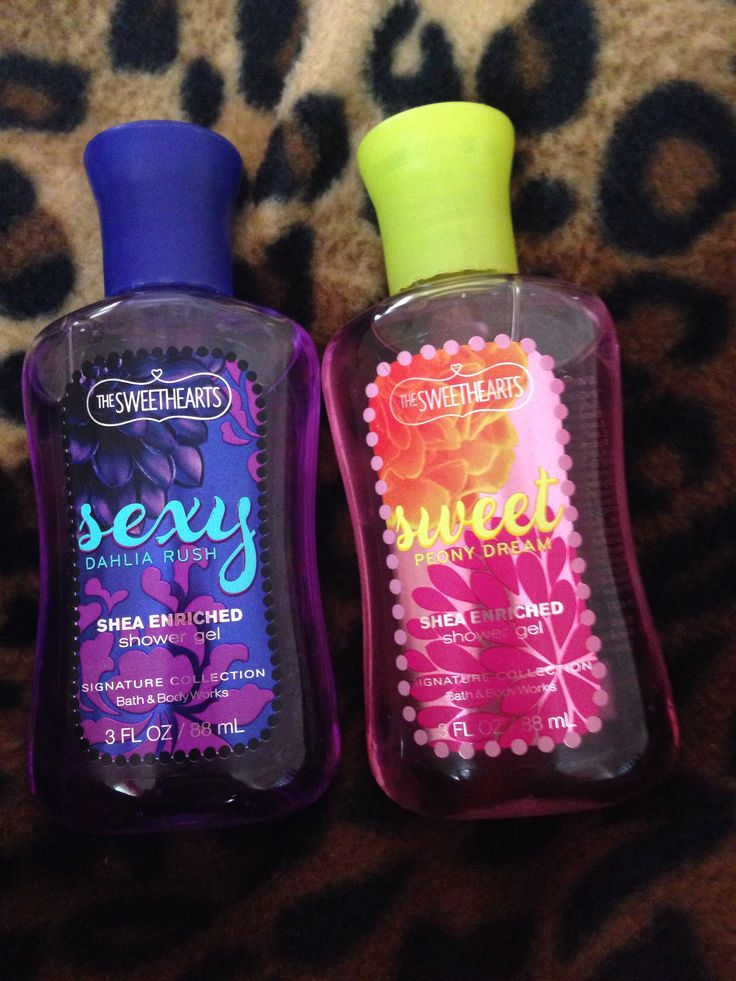 THE SWEETHEARTS
sexy
DAHLIA RUSH
SHEA ENRICHED
shower gel
SIGNATURE COLLECTION
Bath & Body Works
3 FL OZ / 88 mL
THE SWEETHEARTS
sweet
PEONY DREAM
SHEA ENRICHED
shower gel
SIGNATURE COLLECTION
Bath & Body Works
3 FL OZ / 88 mL